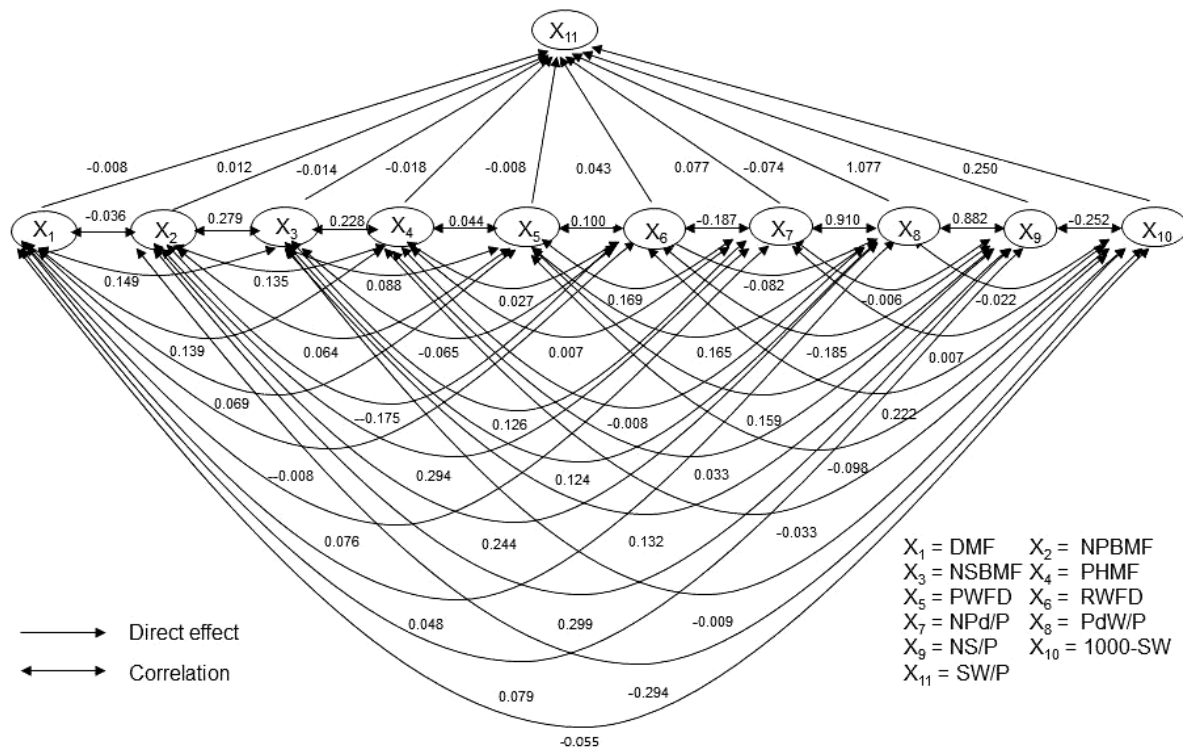 X₁₁
-0.008 0.012 -0.014 -0.018 -0.008 0.043 0.077 -0.074 1.077 0.250
X₁ -0.036 X₂ 0.279 X₃ 0.228 X₄ 0.044 X₅ 0.100 X₆ -0.187 X₇ 0.910 X₈ 0.882 X₉ -0.252 X₁₀
0.149 0.135 0.088 0.027 0.169 -0.082 -0.006 -0.022
0.139 0.064 -0.065 0.007 0.165 -0.185 0.007
0.069 --0.175 0.126 -0.008 0.159 0.222
--0.008 0.294 0.124 0.033 -0.098
0.076 0.244 0.132 -0.033
0.048 0.299 -0.009
0.079 -0.294
-0.055
Direct effect
Correlation
X₁ = DMF X₂ = NPBMF
X₃ = NSBMF X₄ = PHMF
X₅ = PWFD X₆ = RWFD
X₇ = NPd/P X₈ = PdW/P
X₉ = NS/P X₁₀ = 1000-SW
X₁₁ = SW/P